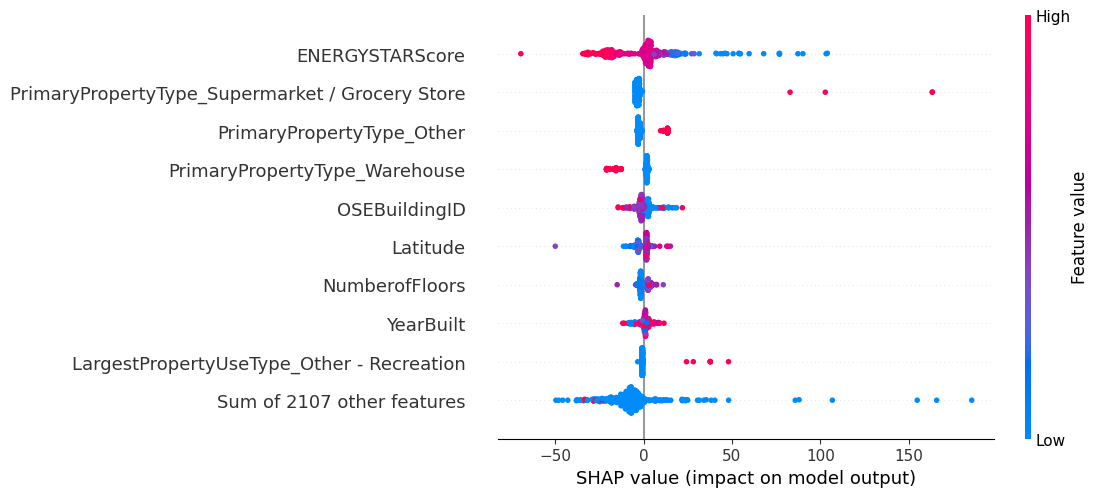 High
ENERGYSTARScore
PrimaryPropertyType_Supermarket / Grocery Store
PrimaryPropertyType_Other
PrimaryPropertyType_Warehouse
OSEBuildingID
Latitude
NumberofFloors
YearBuilt
LargestPropertyUseType_Other - Recreation
Sum of 2107 other features
Feature value
Low
−50 0 50 100 150
SHAP value (impact on model output)